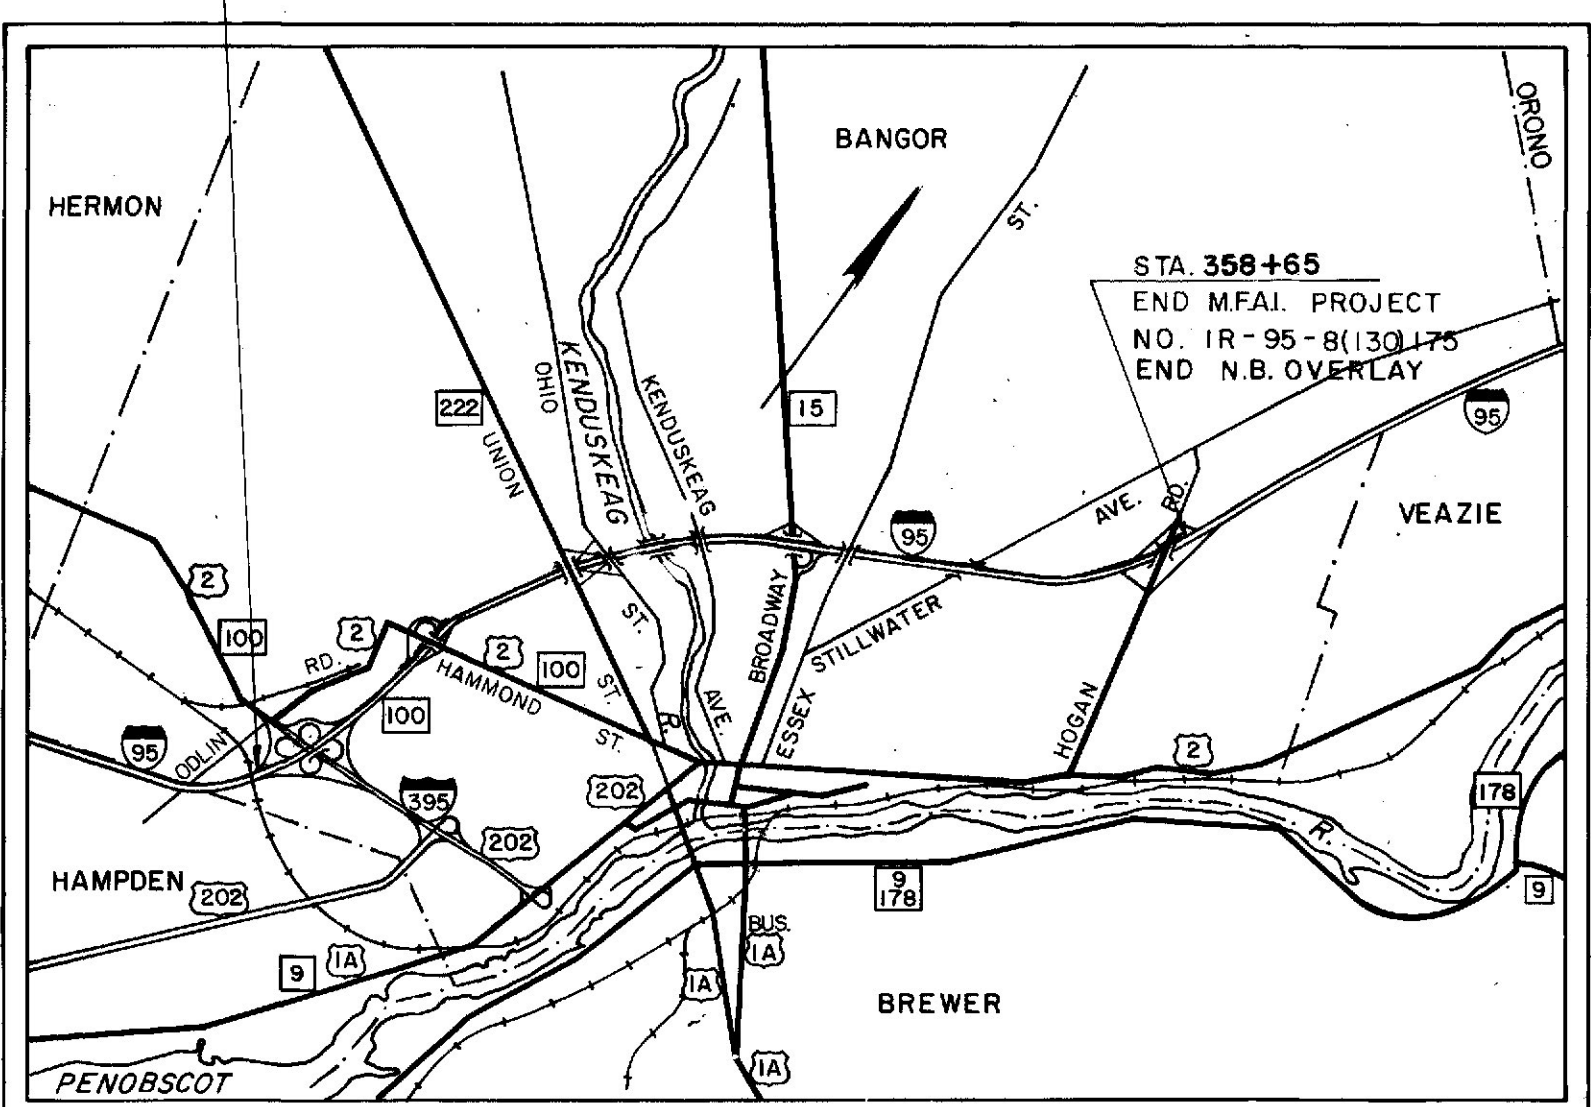 BANGOR
ORONO
HERMON
ST.
STA. 358+65
END M.F.A.I. PROJECT
NO. IR-95-8(130)175
END N.B. OVERLAY
OHIO
KENDUSKEAG
KENDUSKEAG
222
15
95
UNION
AVE.
RD.
VEAZIE
95
2
100
2
RD.
2
100
HAMMOND
ST.
ST.
BROADWAY
STILLWATER
100
ST.
R.
AVE.
ESSEX
HOGAN
95
ODLIN
2
395
202
178
202
R.
HAMPDEN
202
9
178
9
BUS.
1A
9
1A
1A
BREWER
1A
PENOBSCOT